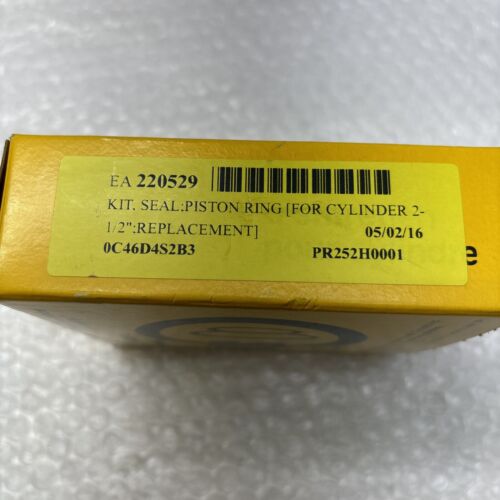 EA 220529
KIT. SEAL:PISTON RING [FOR CYLINDER 2-
1/2":REPLACEMENT]
05/02/16
0C46D4S2B3
PR252H0001